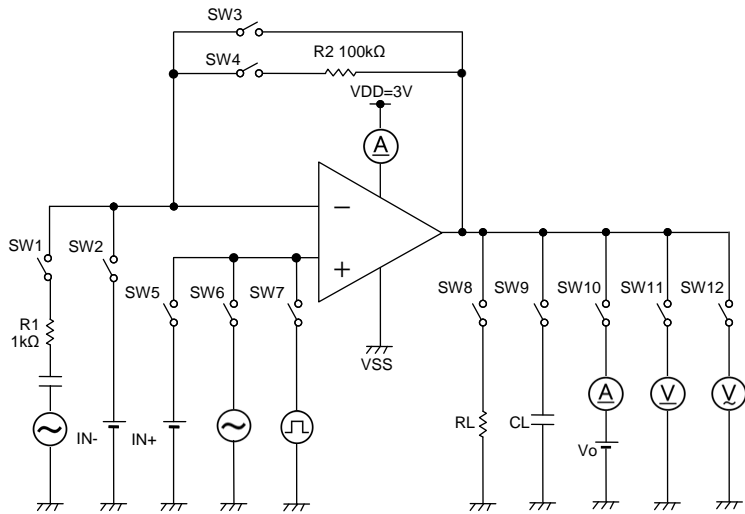 SW3
SW4
R2 100kΩ
VDD=3V
A
−
+
SW1
SW2
SW5
SW6
SW7
SW8
SW9
SW10
SW11
SW12
R1
1kΩ
VSS
IN-
IN+
RL
CL
A
V
V
~
Vo